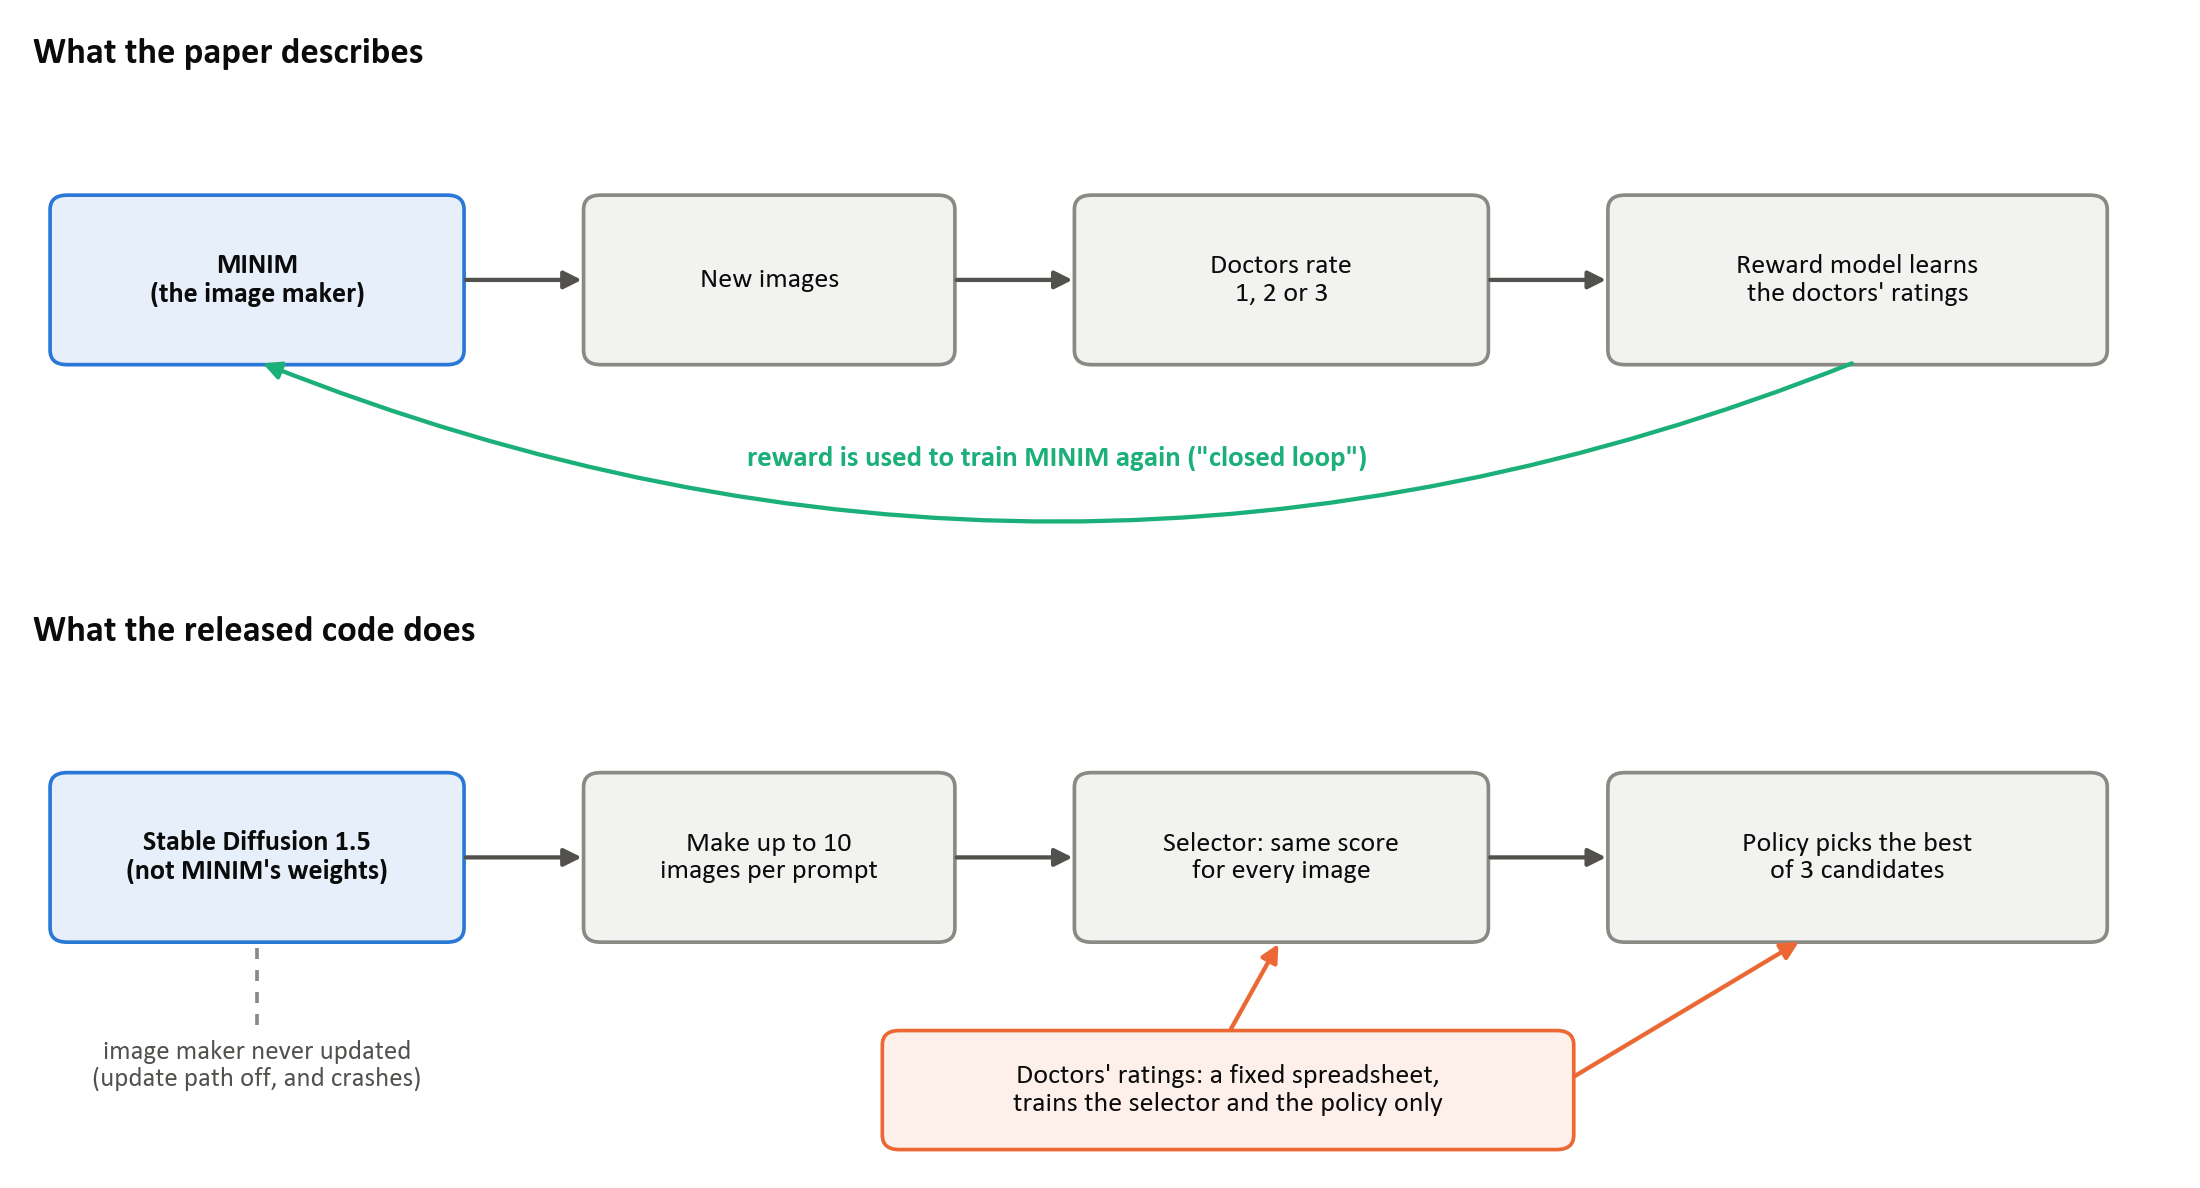 What the paper describes
MINIM
(the image maker)
New images
Doctors rate
1, 2 or 3
Reward model learns
the doctors' ratings
reward is used to train MINIM again ("closed loop")
What the released code does
Stable Diffusion 1.5
(not MINIM's weights)
Make up to 10
images per prompt
Selector: same score
for every image
Policy picks the best
of 3 candidates
image maker never updated
(update path off, and crashes)
Doctors' ratings: a fixed spreadsheet,
trains the selector and the policy only